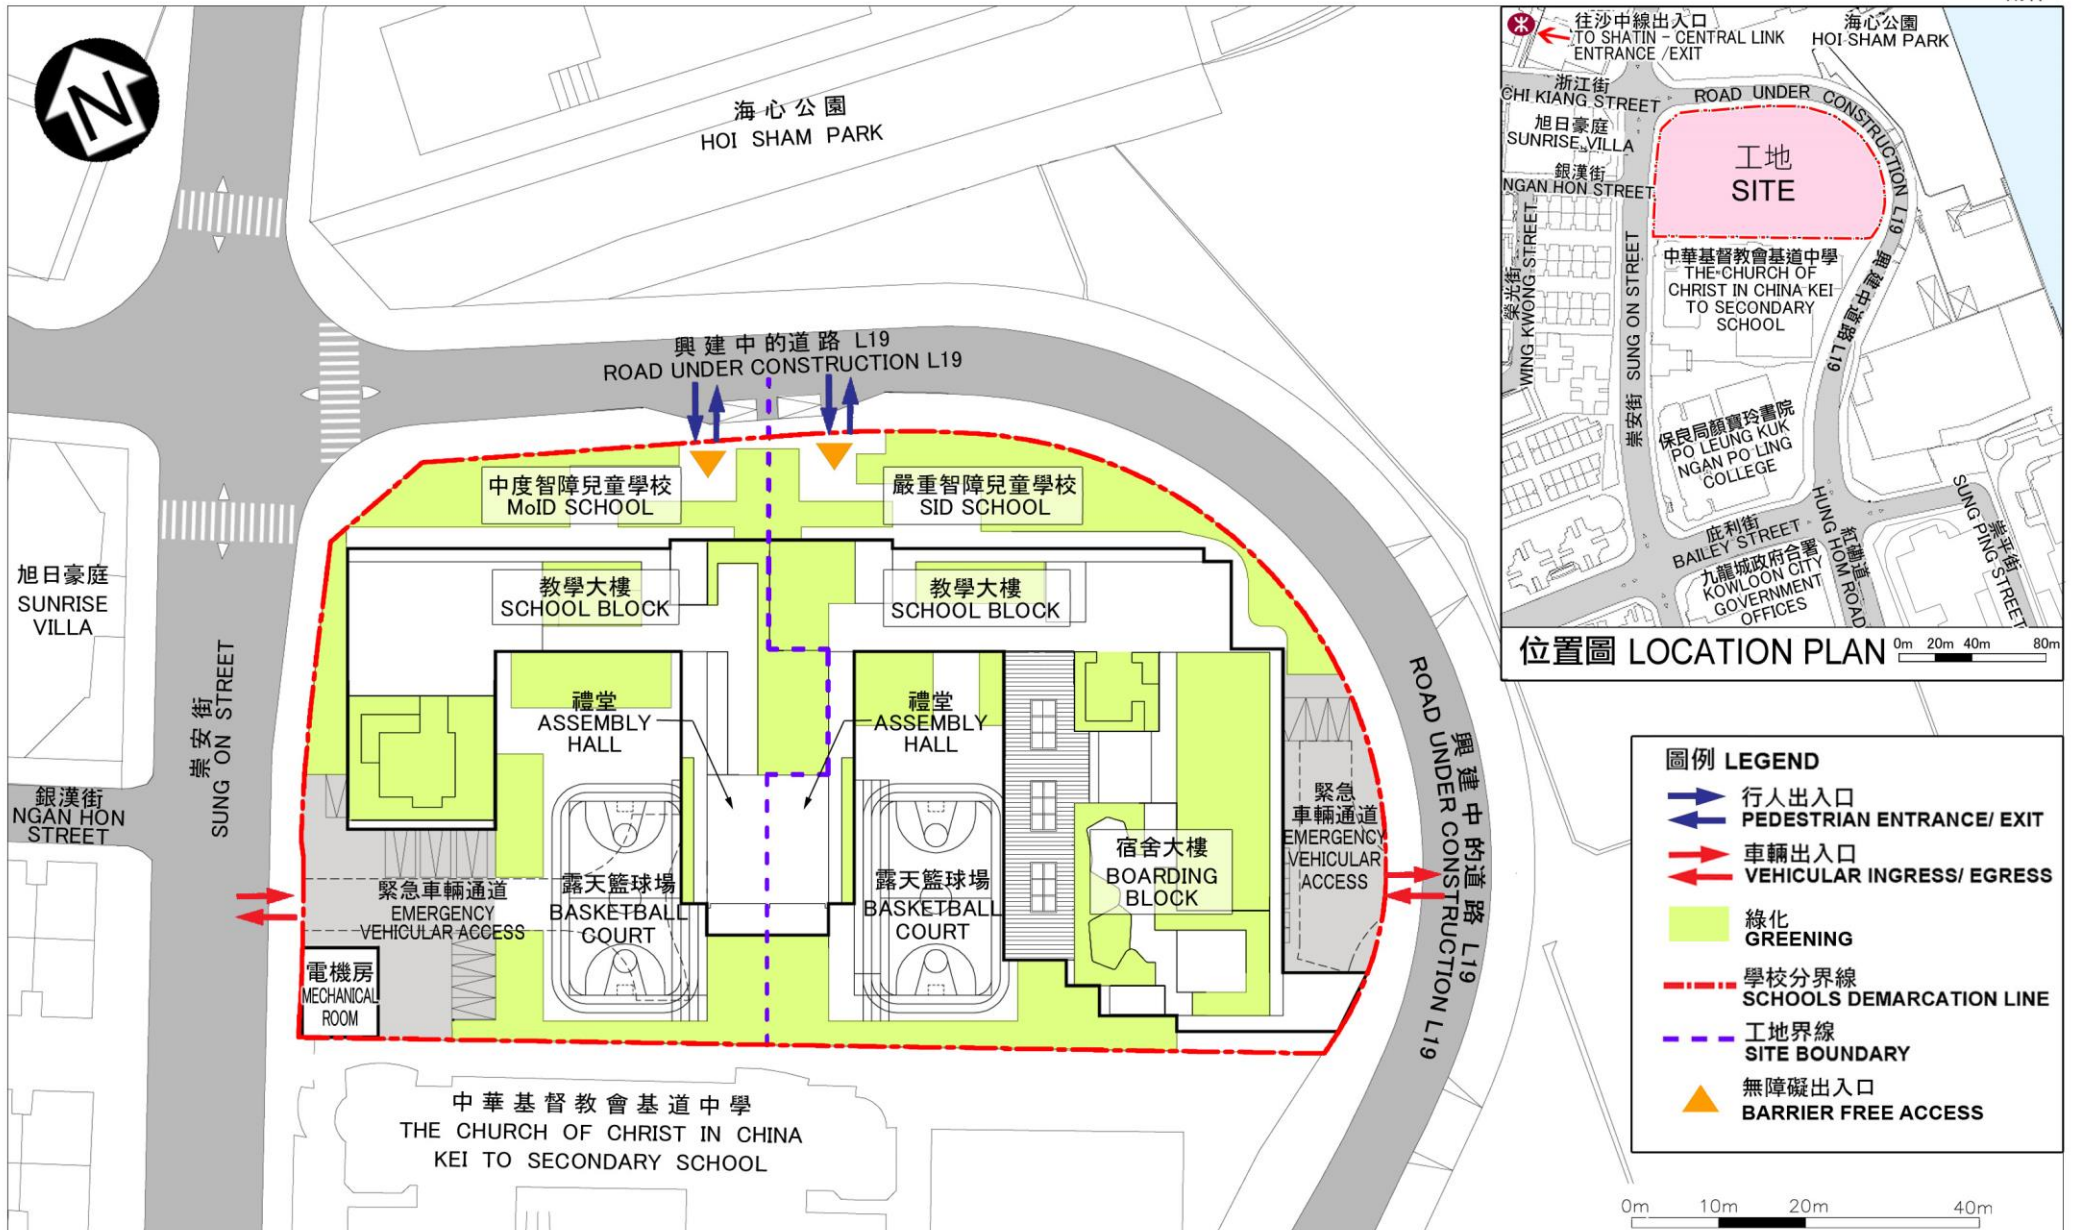 N
海心公園
HOI SHAM PARK
興建中的道路 L19
ROAD UNDER CONSTRUCTION L19
中度智障兒童學校
MoID SCHOOL
嚴重智障兒童學校
SID SCHOOL
教學大樓
SCHOOL BLOCK
教學大樓
SCHOOL BLOCK
旭日豪庭
SUNRISE
VILLA
崇安街
SUNG ON STREET
銀漢街
NGAN HON
STREET
禮堂
ASSEMBLY
HALL
禮堂
ASSEMBLY
HALL
緊急車輛通道
EMERGENCY
VEHICULAR ACCESS
露天籃球場
BASKETBALL
COURT
露天籃球場
BASKETBALL
COURT
宿舍大樓
BOARDING
BLOCK
緊急
車輛通道
EMERGENCY
VEHICULAR
ACCESS
電機房
MECHANICAL
ROOM
興建中的道路 L19
ROAD UNDER CONSTRUCTION L19
中華基督教會基道中學
THE CHURCH OF CHRIST IN CHINA
KEI TO SECONDARY SCHOOL
往沙中線出入口
TO SHATIN - CENTRAL LINK
ENTRANCE /EXIT
海心公園
HOI SHAM PARK
浙江街
CHI KIANG STREET
ROAD UNDER CONSTRUCTION L19
興建中道路 L19
旭日豪庭
SUNRISE VILLA
銀漢街
NGAN HON STREET
工地
SITE
榮光街
WING KWONG STREET
崇安街 SUNG ON STREET
中華基督教會基道中學
THE CHURCH OF
CHRIST IN CHINA KEI
TO SECONDARY
SCHOOL
保良局顏寶玲書院
PO LEUNG KUK
NGAN PO LING
COLLEGE
庇利街
BAILEY STREET
紅磡道
HUNG HOM ROAD
崇平街
SUNG PING STREET
九龍城政府合署
KOWLOON CITY
GOVERNMENT
OFFICES
位置圖 LOCATION PLAN
0m 20m 40m 80m
圖例 LEGEND
行人出入口
PEDESTRIAN ENTRANCE/ EXIT
車輛出入口
VEHICULAR INGRESS/ EGRESS
綠化
GREENING
學校分界線
SCHOOLS DEMARCATION LINE
工地界線
SITE BOUNDARY
無障礙出入口
BARRIER FREE ACCESS
0m 10m 20m 40m